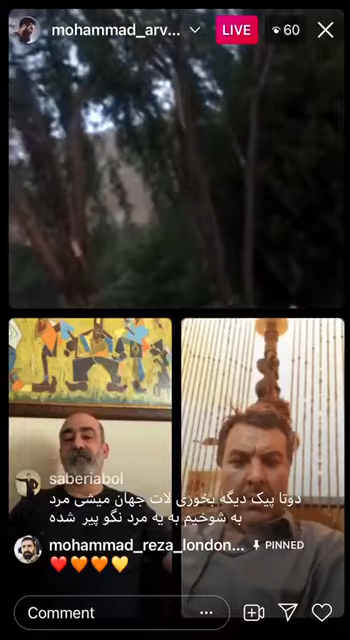 mohammad_arv...
LIVE
60
saberiabol
دوتا پیک دیگه بخوری لات جهان میشی مرد
به شوخیم به یه مرد نگو پیر شده
mohammad_reza_london...
PINNED
❤️🧡🧡💛
Comment